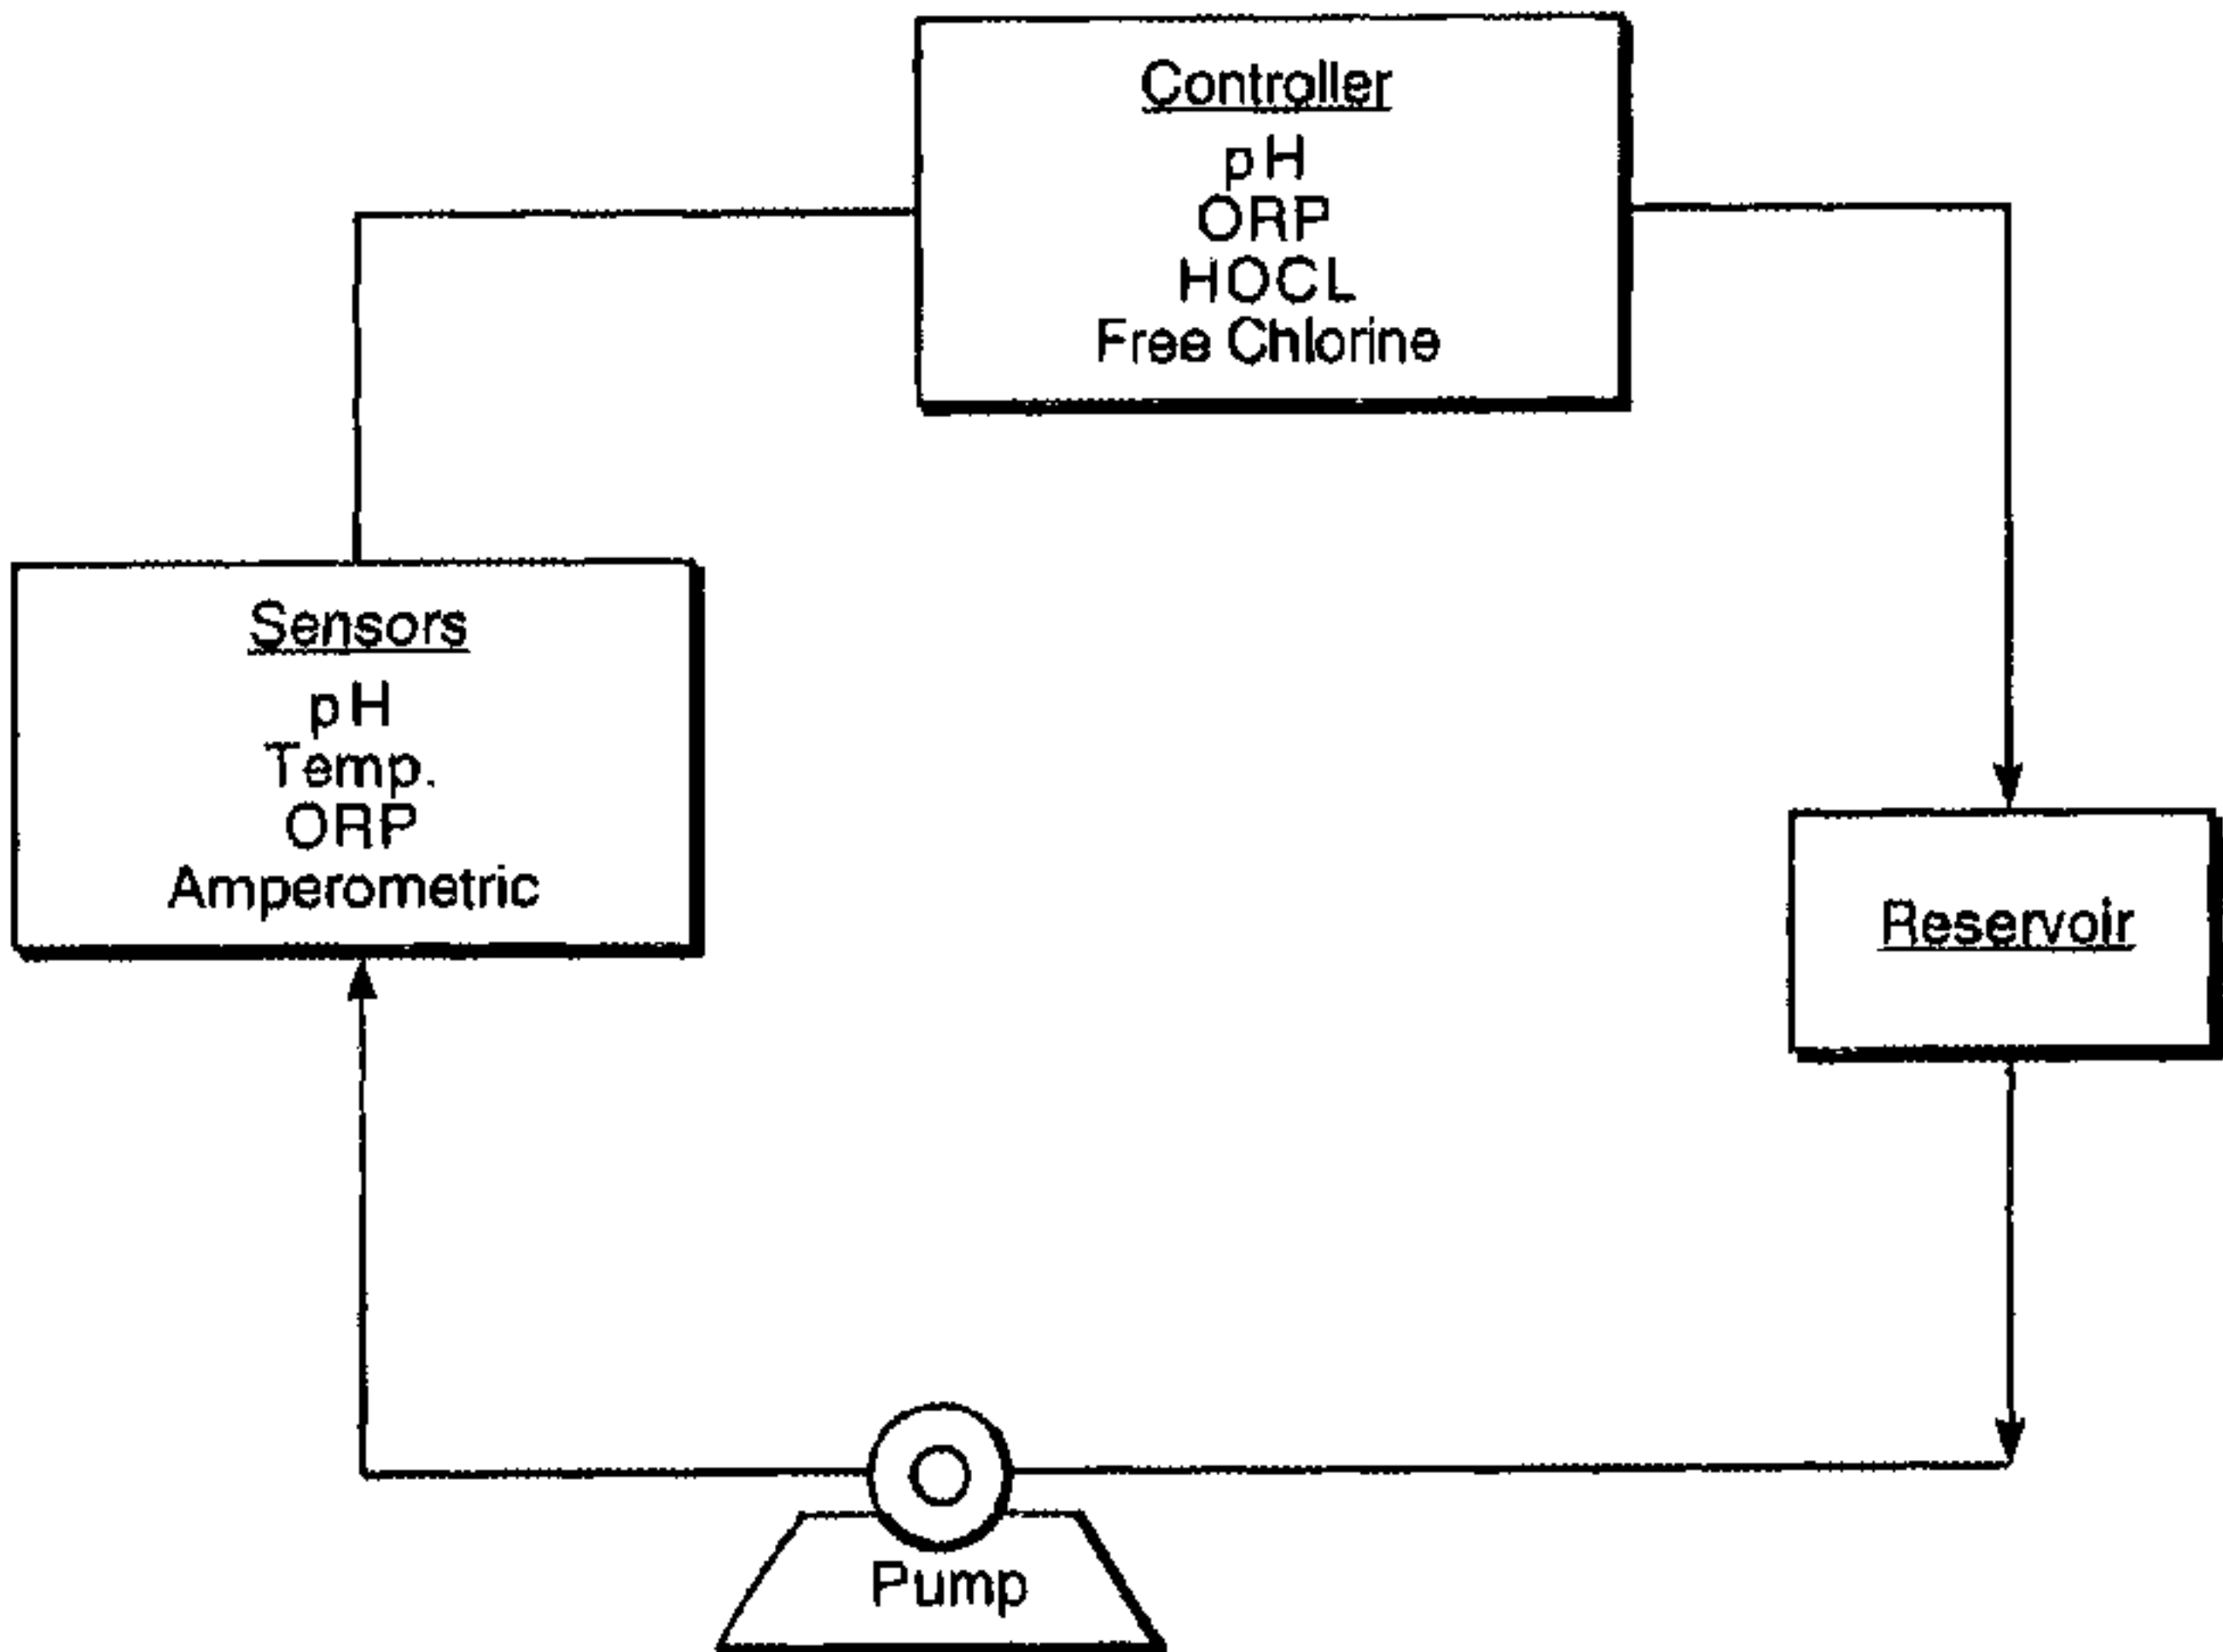 Controller
pH
ORP
HOCL
Free Chlorine
Sensors
pH
Temp.
ORP
Amperometric
Reservoir
Pump